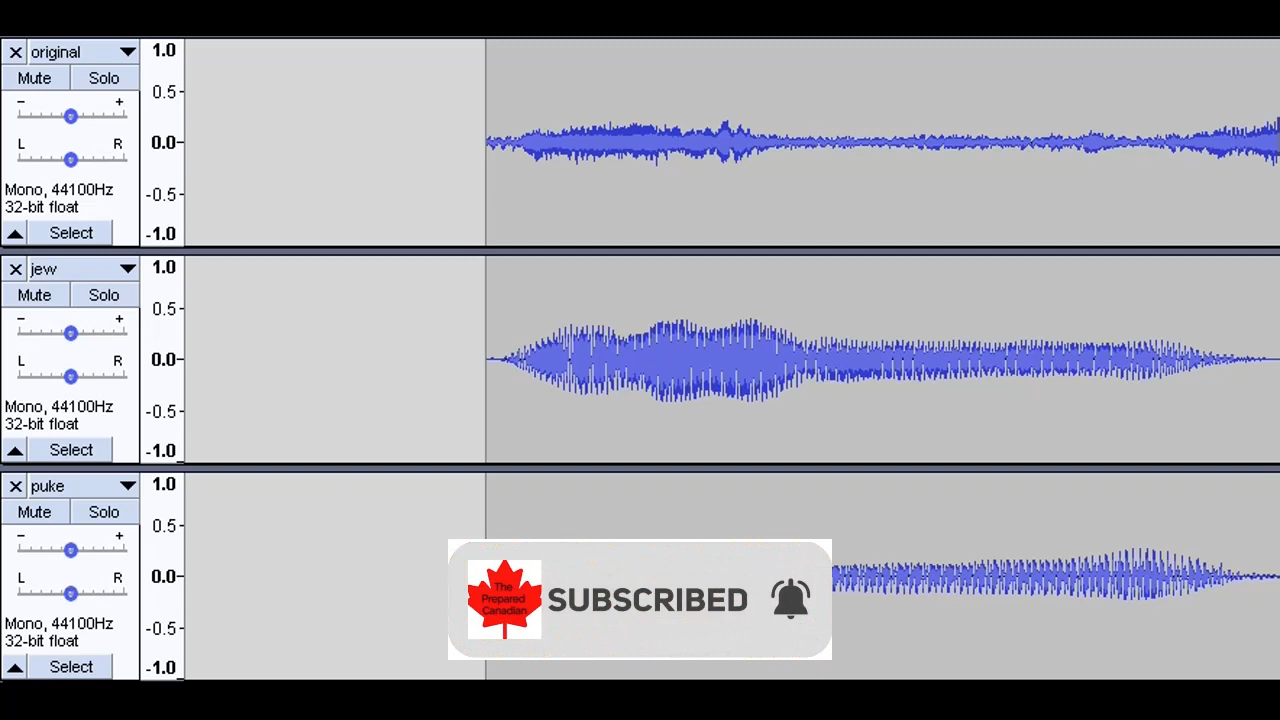 original
Mute Solo
- +
L R
Mono, 44100Hz
32-bit float
Select
1.0
0.5
0.0
-0.5
-1.0
jew
Mute Solo
- +
L R
Mono, 44100Hz
32-bit float
Select
1.0
0.5
0.0
-0.5
-1.0
puke
Mute Solo
- +
L R
Mono, 44100Hz
32-bit float
Select
1.0
0.5
0.0
-0.5
-1.0
The
Prepared
Canadian
SUBSCRIBED